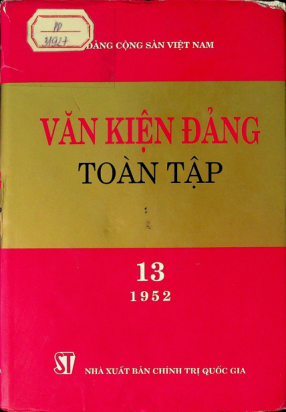 ĐẢNG CỘNG SẢN VIỆT NAM
VĂN KIỆN ĐẢNG
TOÀN TẬP
13
1952
ST
NHÀ XUẤT BẢN CHÍNH TRỊ QUỐC GIA